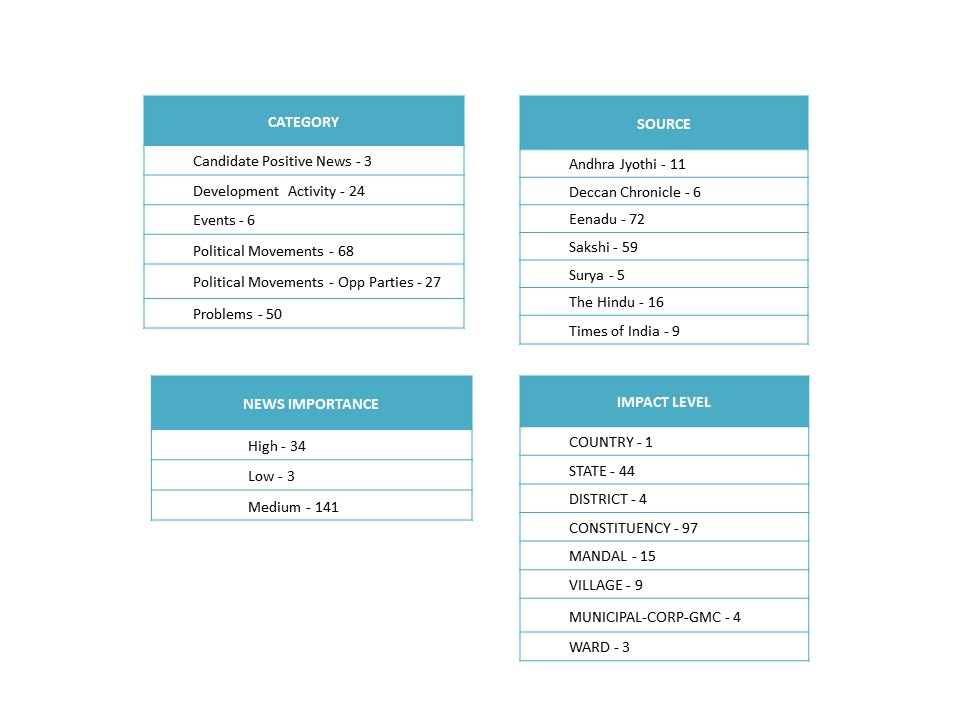 CATEGORY
Candidate Positive News - 3
Development Activity - 24
Events - 6
Political Movements - 68
Political Movements - Opp Parties - 27
Problems - 50
SOURCE
Andhra Jyothi - 11
Deccan Chronicle - 6
Eenadu - 72
Sakshi - 59
Surya - 5
The Hindu - 16
Times of India - 9
NEWS IMPORTANCE
High - 34
Low - 3
Medium - 141
IMPACT LEVEL
COUNTRY - 1
STATE - 44
DISTRICT - 4
CONSTITUENCY - 97
MANDAL - 15
VILLAGE - 9
MUNICIPAL-CORP-GMC - 4
WARD - 3